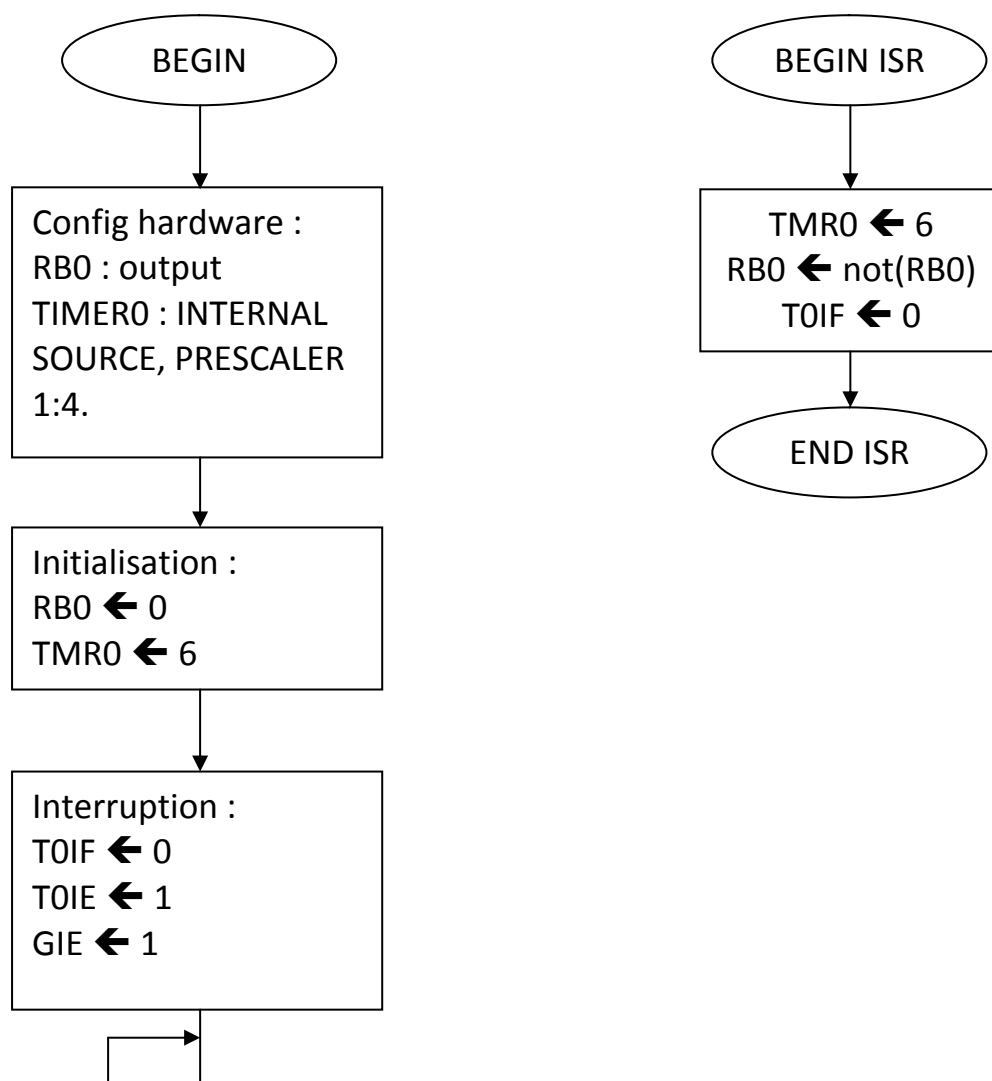 BEGIN
Config hardware :
RB0 : output
TIMER0 : INTERNAL
SOURCE, PRESCALER
1:4.
Initialisation :
RB0 🡸 0
TMR0 🡸 6
Interruption :
T0IF 🡸 0
T0IE 🡸 1
GIE 🡸 1
BEGIN ISR
TMR0 🡸 6
RB0 🡸 not(RB0)
T0IF 🡸 0
END ISR